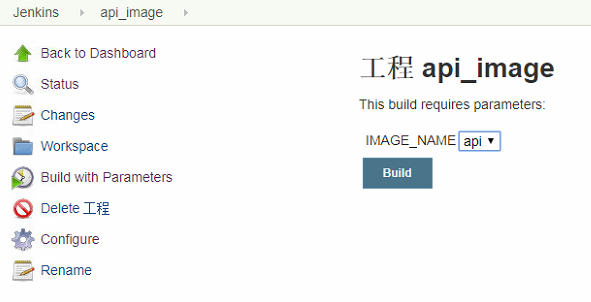 Jenkins api_image
Back to Dashboard
Status
Changes
Workspace
Build with Parameters
Delete 工程
Configure
Rename
工程 api_image
This build requires parameters:
IMAGE_NAME api
Build